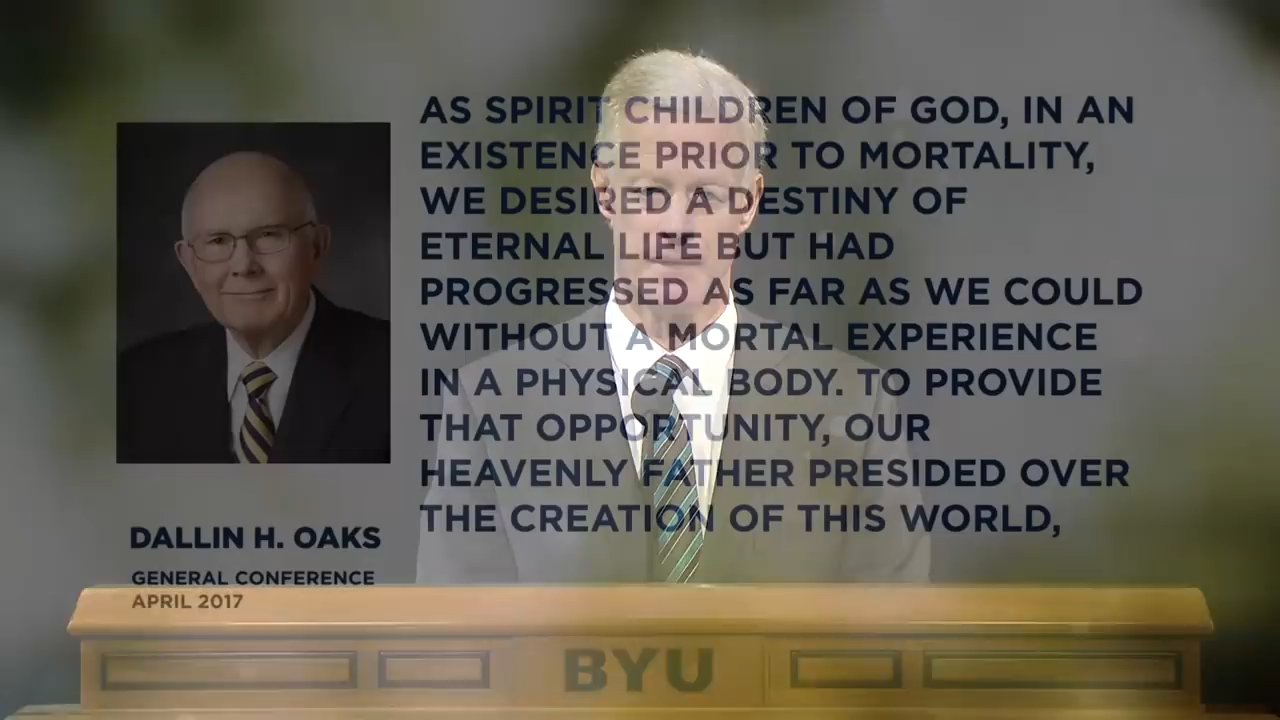 AS SPIRIT CHILDREN OF GOD, IN AN
EXISTENCE PRIOR TO MORTALITY,
WE DESIRED A DESTINY OF
ETERNAL LIFE BUT HAD
PROGRESSED AS FAR AS WE COULD
WITHOUT A MORTAL EXPERIENCE
IN A PHYSICAL BODY. TO PROVIDE
THAT OPPORTUNITY, OUR
HEAVENLY FATHER PRESIDED OVER
THE CREATION OF THIS WORLD,
DALLIN H. OAKS
GENERAL CONFERENCE
APRIL 2017
BYU